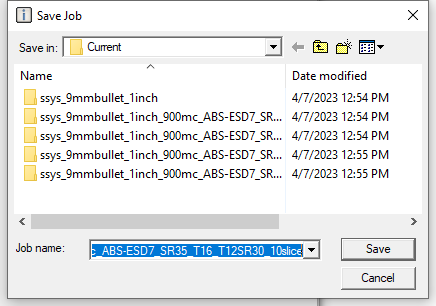 Save Job
Save in: Current
Name Date modified
ssys_9mmbullet_1inch 4/7/2023 12:54 PM
ssys_9mmbullet_1inch_900mc_ABS-ESD7_SR... 4/7/2023 12:54 PM
ssys_9mmbullet_1inch_900mc_ABS-ESD7_SR... 4/7/2023 12:54 PM
ssys_9mmbullet_1inch_900mc_ABS-ESD7_SR... 4/7/2023 12:55 PM
ssys_9mmbullet_1inch_900mc_ABS-ESD7_SR... 4/7/2023 12:55 PM
Job name: c_ABS-ESD7_SR35_T16_T12SR30_10slice Save
Cancel